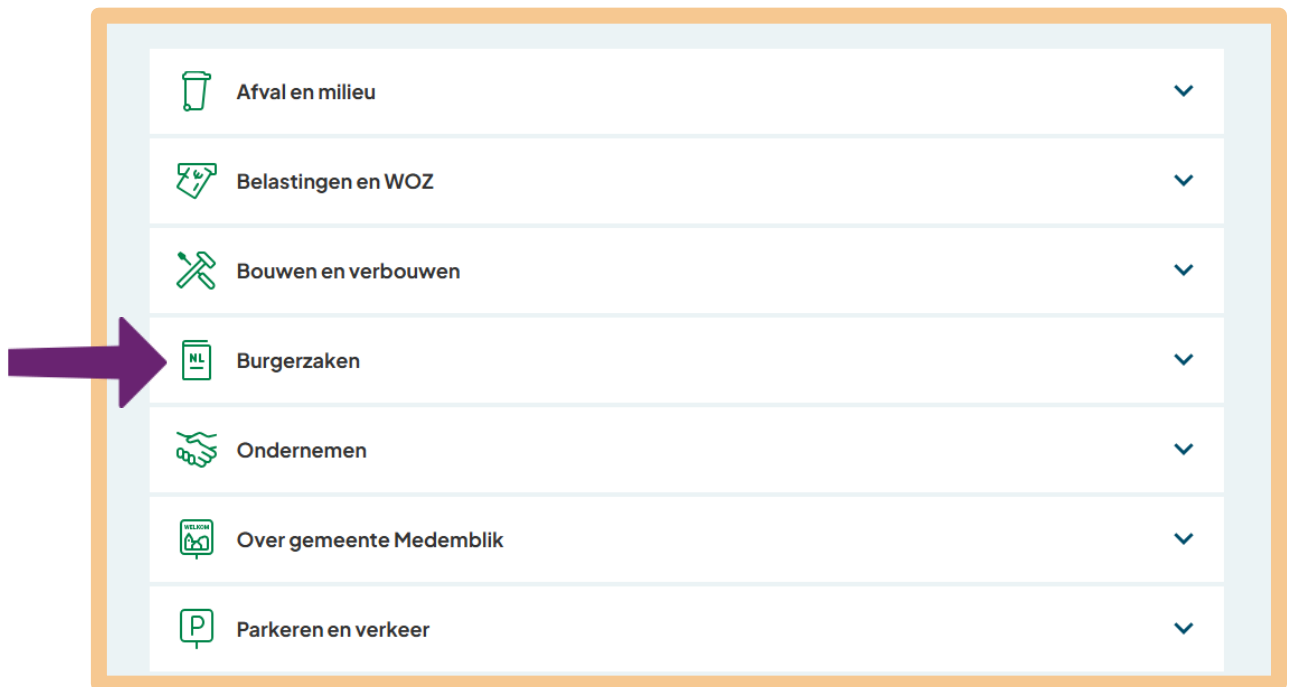 Afval en milieu
Belastingen en WOZ
Bouwen en verbouwen
NL
Burgerzaken
Ondernemen
WELKOM
Over gemeente Medemblik
P
Parkeren en verkeer